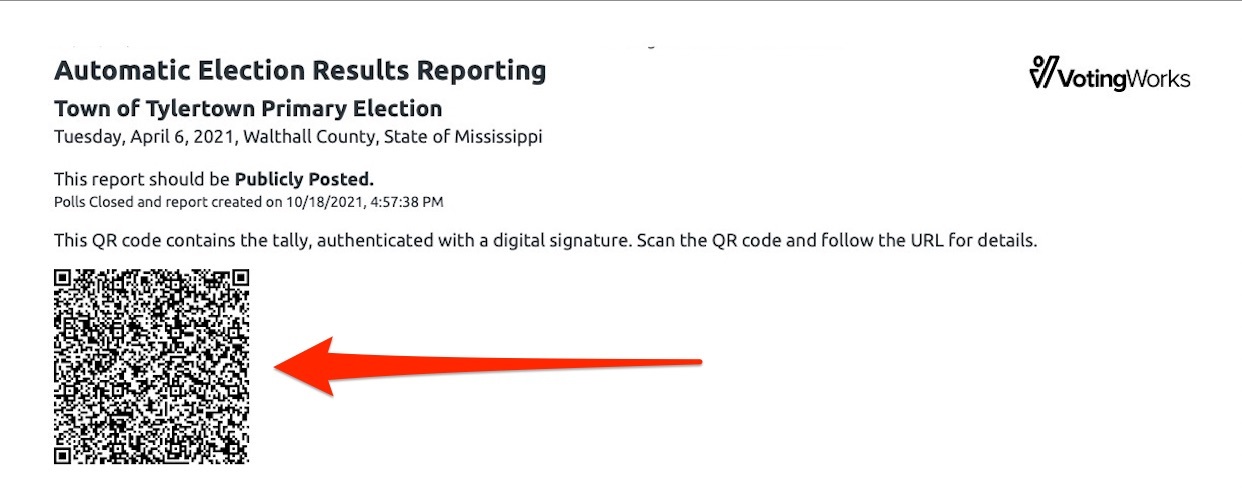 Automatic Election Results Reporting
VotingWorks
Town of Tylertown Primary Election
Tuesday, April 6, 2021, Walthall County, State of Mississippi
This report should be Publicly Posted.
Polls Closed and report created on 10/18/2021, 4:57:38 PM
This QR code contains the tally, authenticated with a digital signature. Scan the QR code and follow the URL for details.